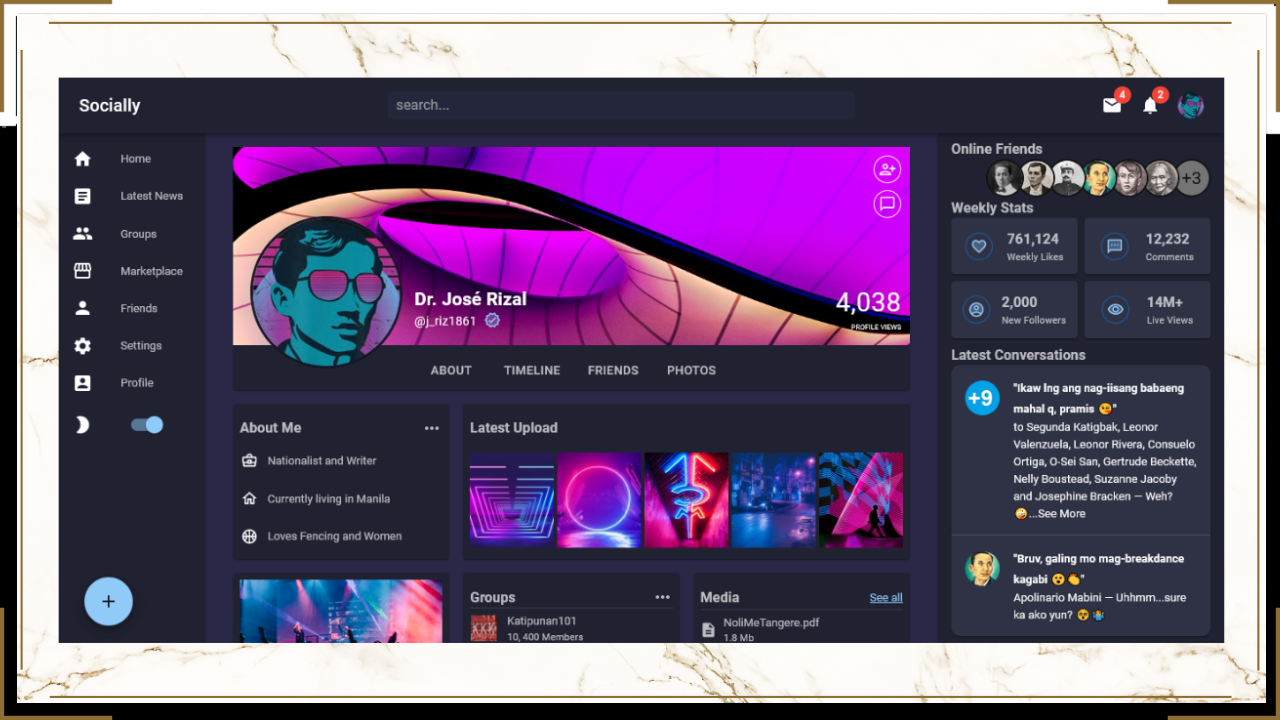 Socially
search...
4
2
Home
Latest News
Groups
Marketplace
Friends
Settings
Profile
+
Dr. José Rizal
@j_riz1861
4,038
PROFILE VIEWS
ABOUT
TIMELINE
FRIENDS
PHOTOS
About Me
Nationalist and Writer
Currently living in Manila
Loves Fencing and Women
Latest Upload
Groups
KKK
Katipunan101
10, 400 Members
Media
See all
NoliMeTangere.pdf
1.8 Mb
Online Friends
+3
Weekly Stats
761,124
Weekly Likes
12,232
Comments
2,000
New Followers
14M+
Live Views
Latest Conversations
+9
"Ikaw lng ang nag-iisang babaeng
mahal q, pramis 😘"
to Segunda Katigbak, Leonor
Valenzuela, Leonor Rivera, Consuelo
Ortiga, O-Sei San, Gertrude Beckette,
Nelly Boustead, Suzanne Jacoby
and Josephine Bracken — Weh?
🤪...See More
"Bruv, galing mo mag-breakdance
kagabi 😮👏"
Apolinario Mabini — Uhhmm...sure
ka ako yun? 😵🤷‍♂️